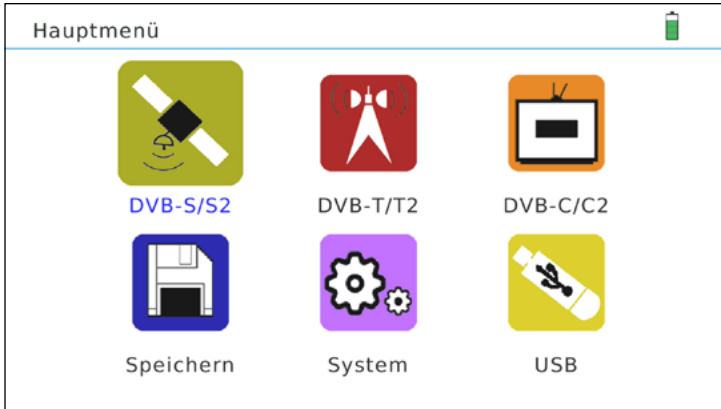 Hauptmenü
DVB-S/S2 DVB-T/T2 DVB-C/C2
Speichern System USB